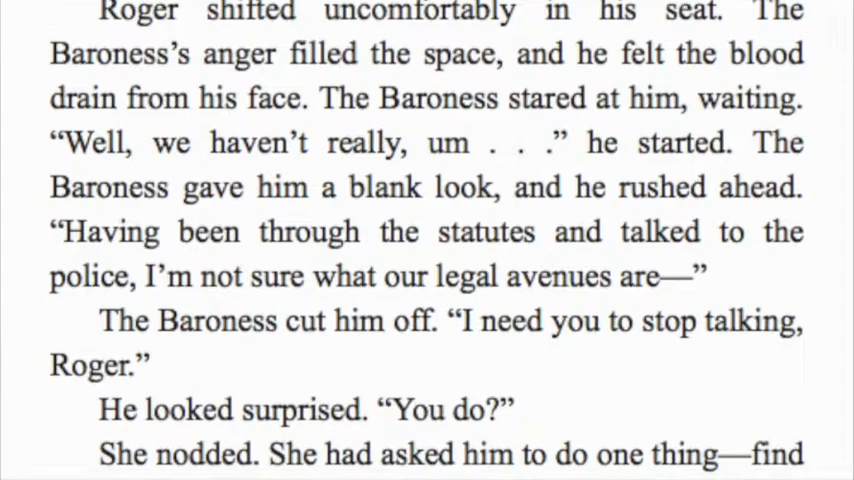 Roger shifted uncomfortably in his seat. The
Baroness’s anger filled the space, and he felt the blood
drain from his face. The Baroness stared at him, waiting.
“Well, we haven’t really, um . . .” he started. The
Baroness gave him a blank look, and he rushed ahead.
“Having been through the statutes and talked to the
police, I’m not sure what our legal avenues are—”
The Baroness cut him off. “I need you to stop talking,
Roger.”
He looked surprised. “You do?”
She nodded. She had asked him to do one thing—find